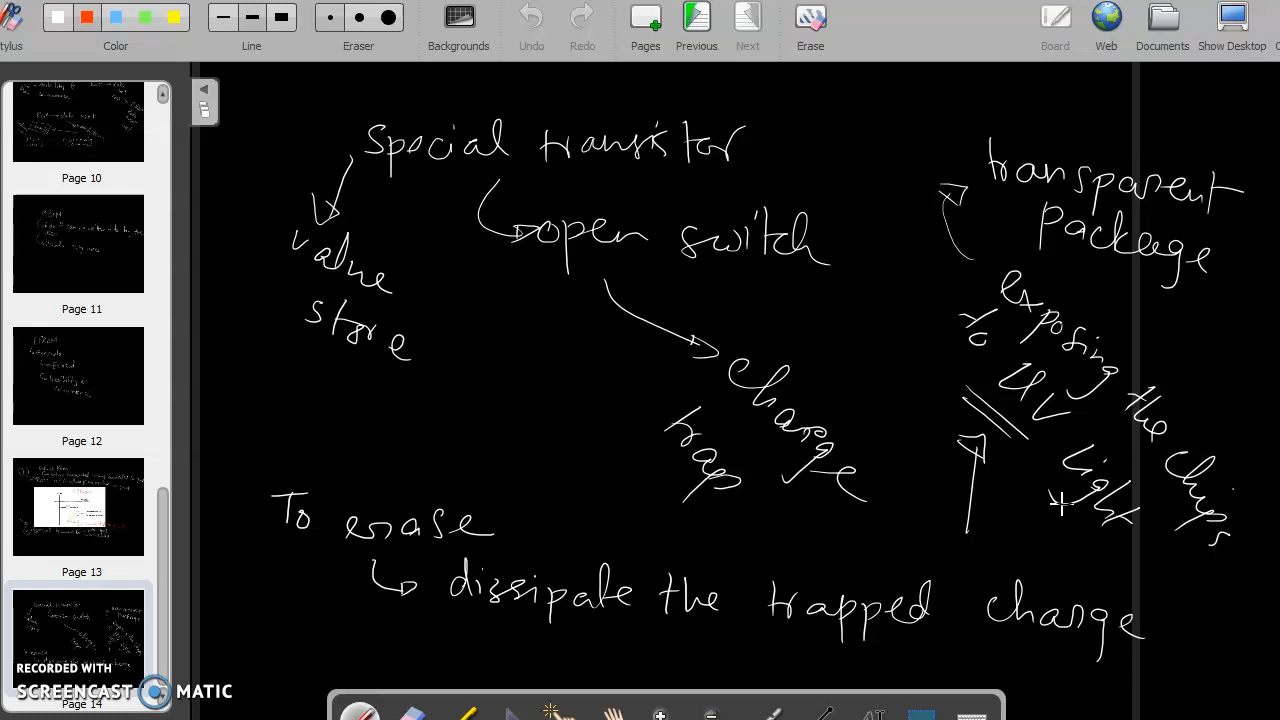 tylus
Color
Line
Eraser
Backgrounds
Undo
Redo
Pages
Previous
Next
Erase
Board
Web
Documents
Show Desktop
Page 10
Page 11
Page 12
Page 13
Page 14
special transistor
value
store
open switch
charge
To erase
dissipate the trapped charge
transparent
package
exposing the chips
to UV light
RECORDED WITH
SCREENCAST MATIC